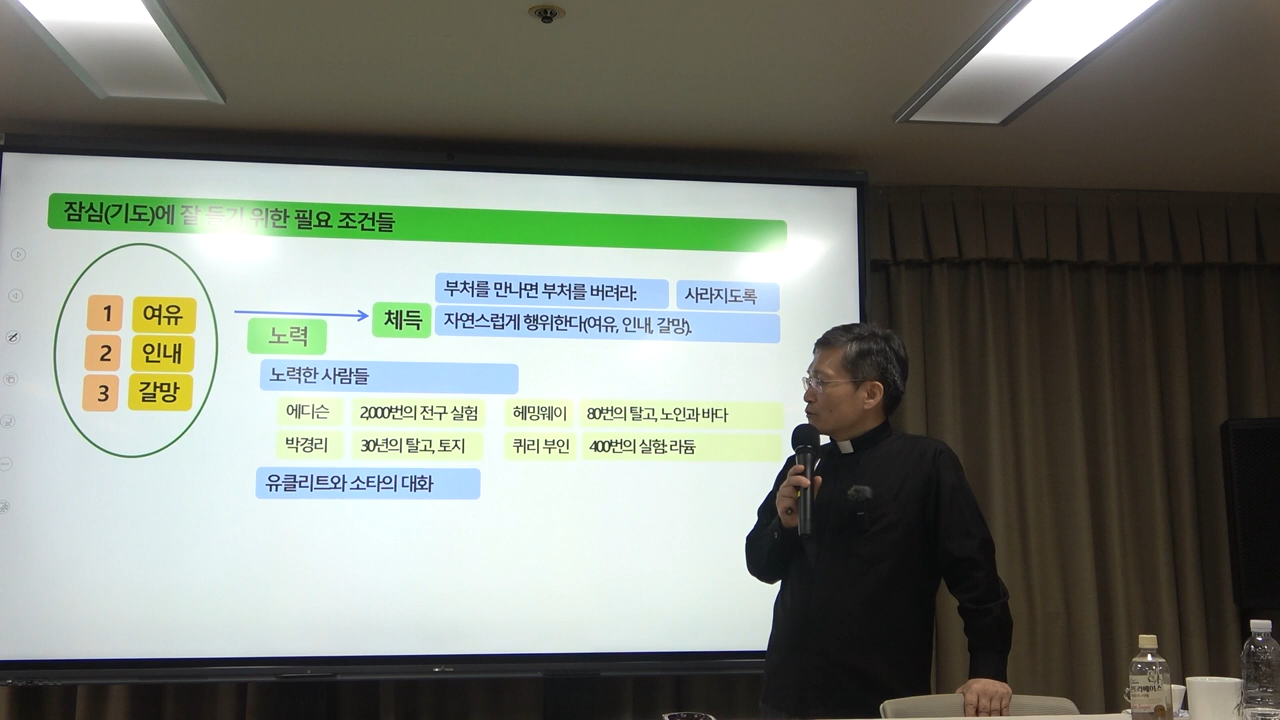 잠심(기도)에 잘 들기 위한 필요 조건들
1 여유
2 인내
3 갈망
노력
체득
부처를 만나면 부처를 버려라: 사라지도록
자연스럽게 행위한다(여유, 인내, 갈망).
노력한 사람들
에디슨 2,000번의 전구 실험 헤밍웨이 80번의 탈고, 노인과 바다
박경리 30년의 탈고, 토지 퀴리 부인 400번의 실험: 라듐
유클리트와 소타의 대화